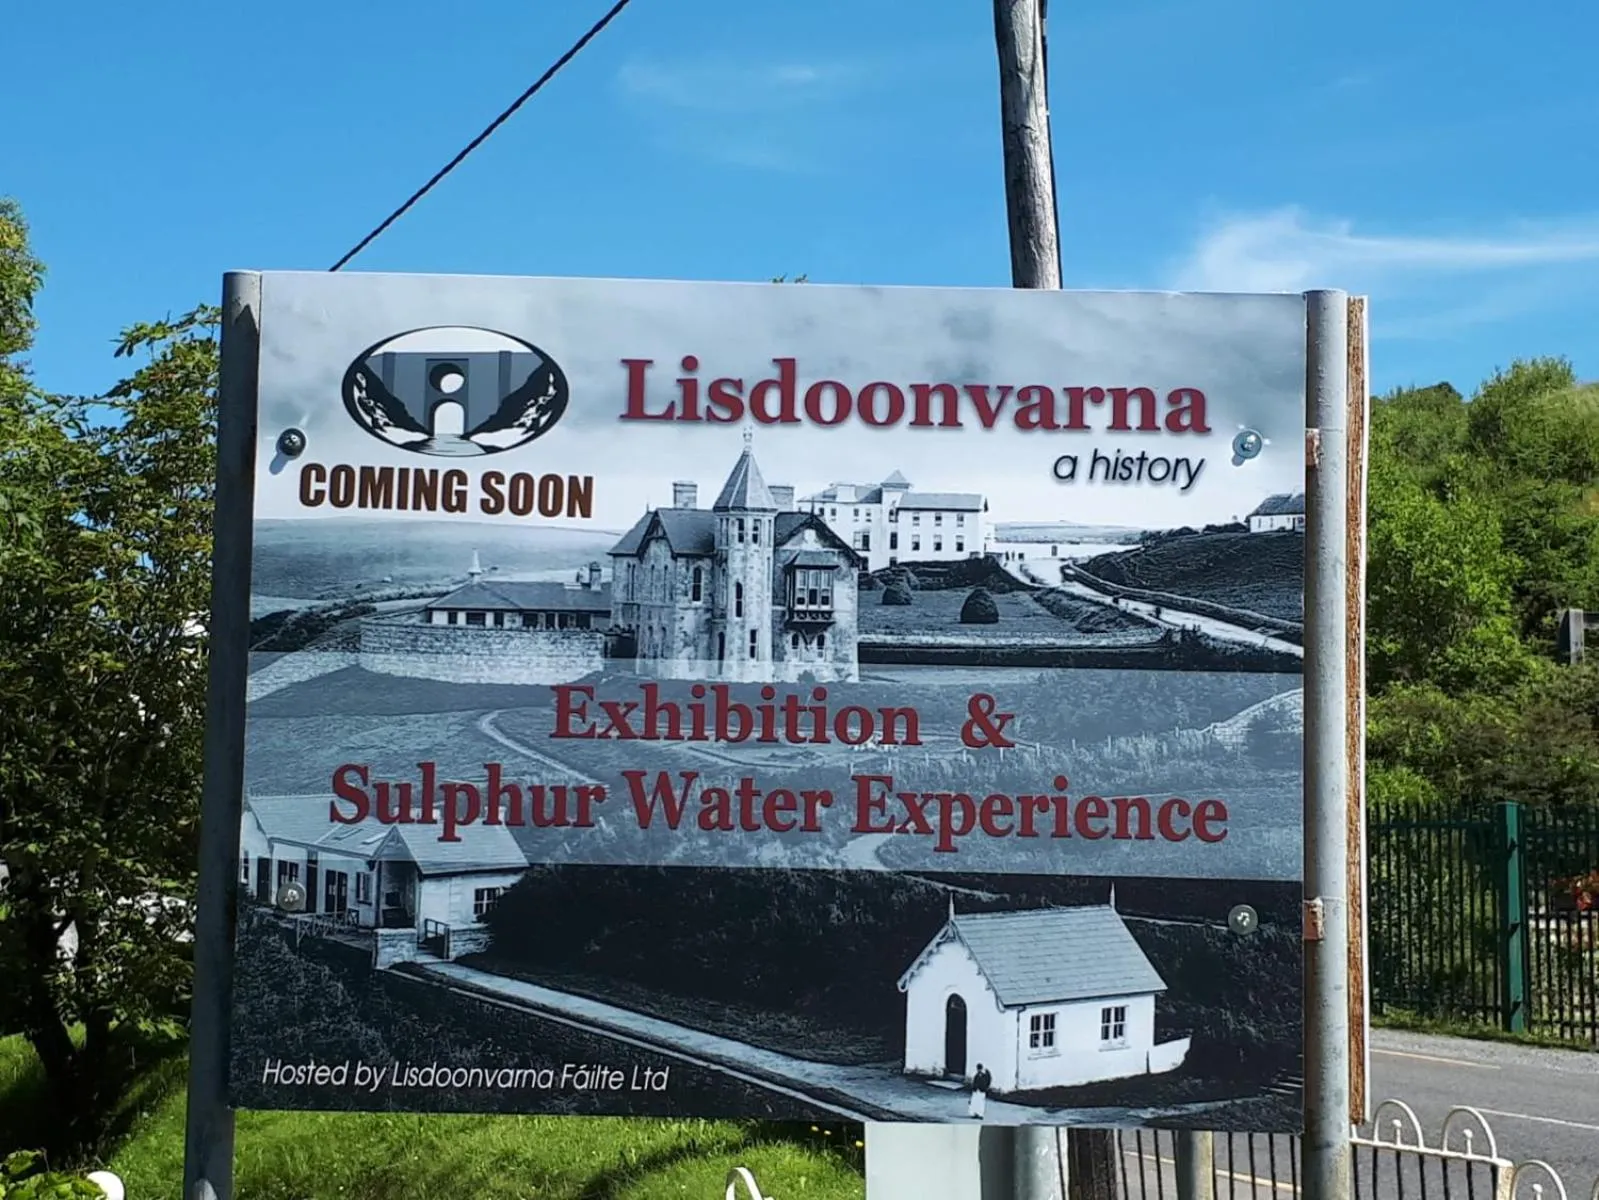 Lisdoonvarna
a history
COMING SOON
Exhibition &
Sulphur Water Experience
Hosted by Lisdoonvarna Fáilte Ltd